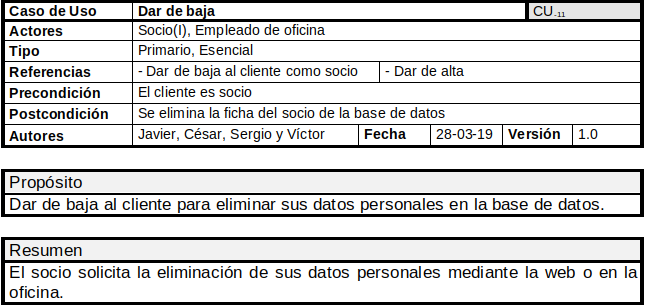 Caso de Uso Dar de baja CU-11
Actores Socio(I), Empleado de oficina
Tipo Primario, Esencial
Referencias - Dar de baja al cliente como socio - Dar de alta
Precondición El cliente es socio
Postcondición Se elimina la ficha del socio de la base de datos
Autores Javier, César, Sergio y Víctor Fecha 28-03-19 Versión 1.0
Propósito
Dar de baja al cliente para eliminar sus datos personales en la base de datos.
Resumen
El socio solicita la eliminación de sus datos personales mediante la web o en la
oficina.